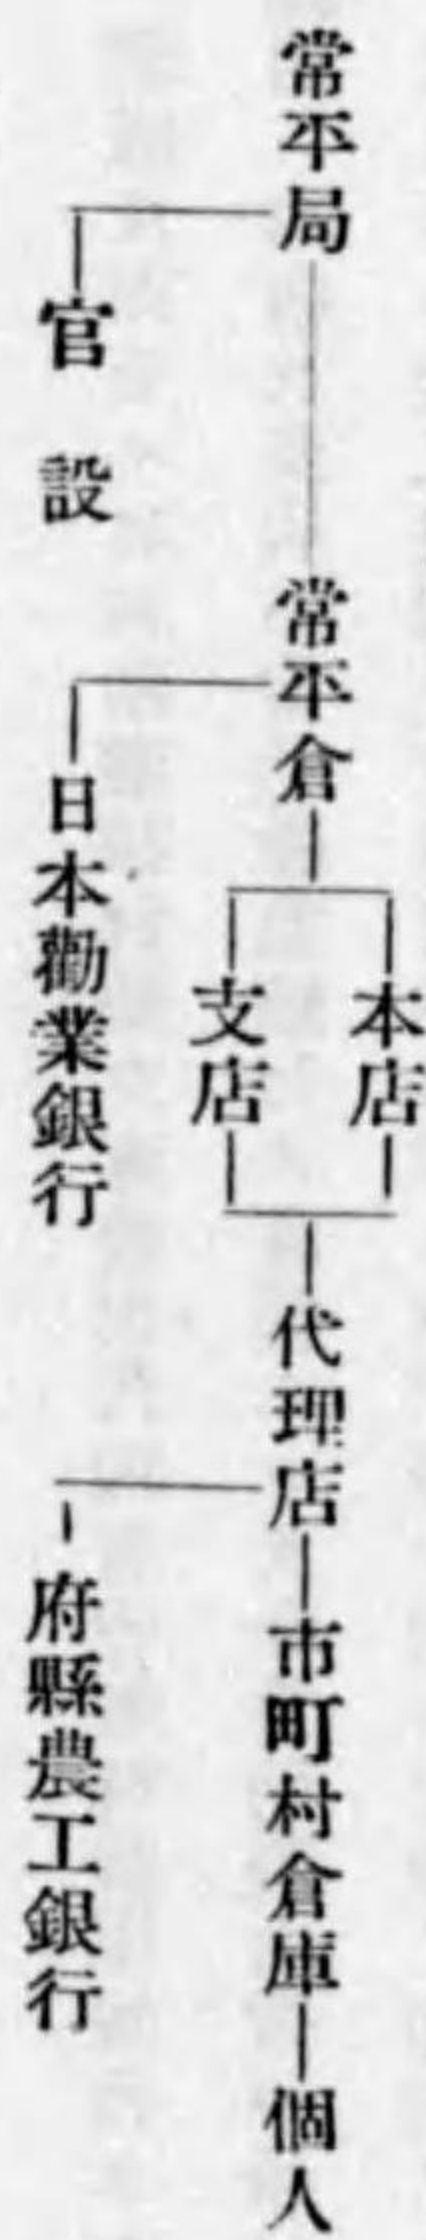 常平局
官設
常平倉
日本勸業銀行
本店
支店
代理店
府縣農工銀行
市町村倉庫
個人